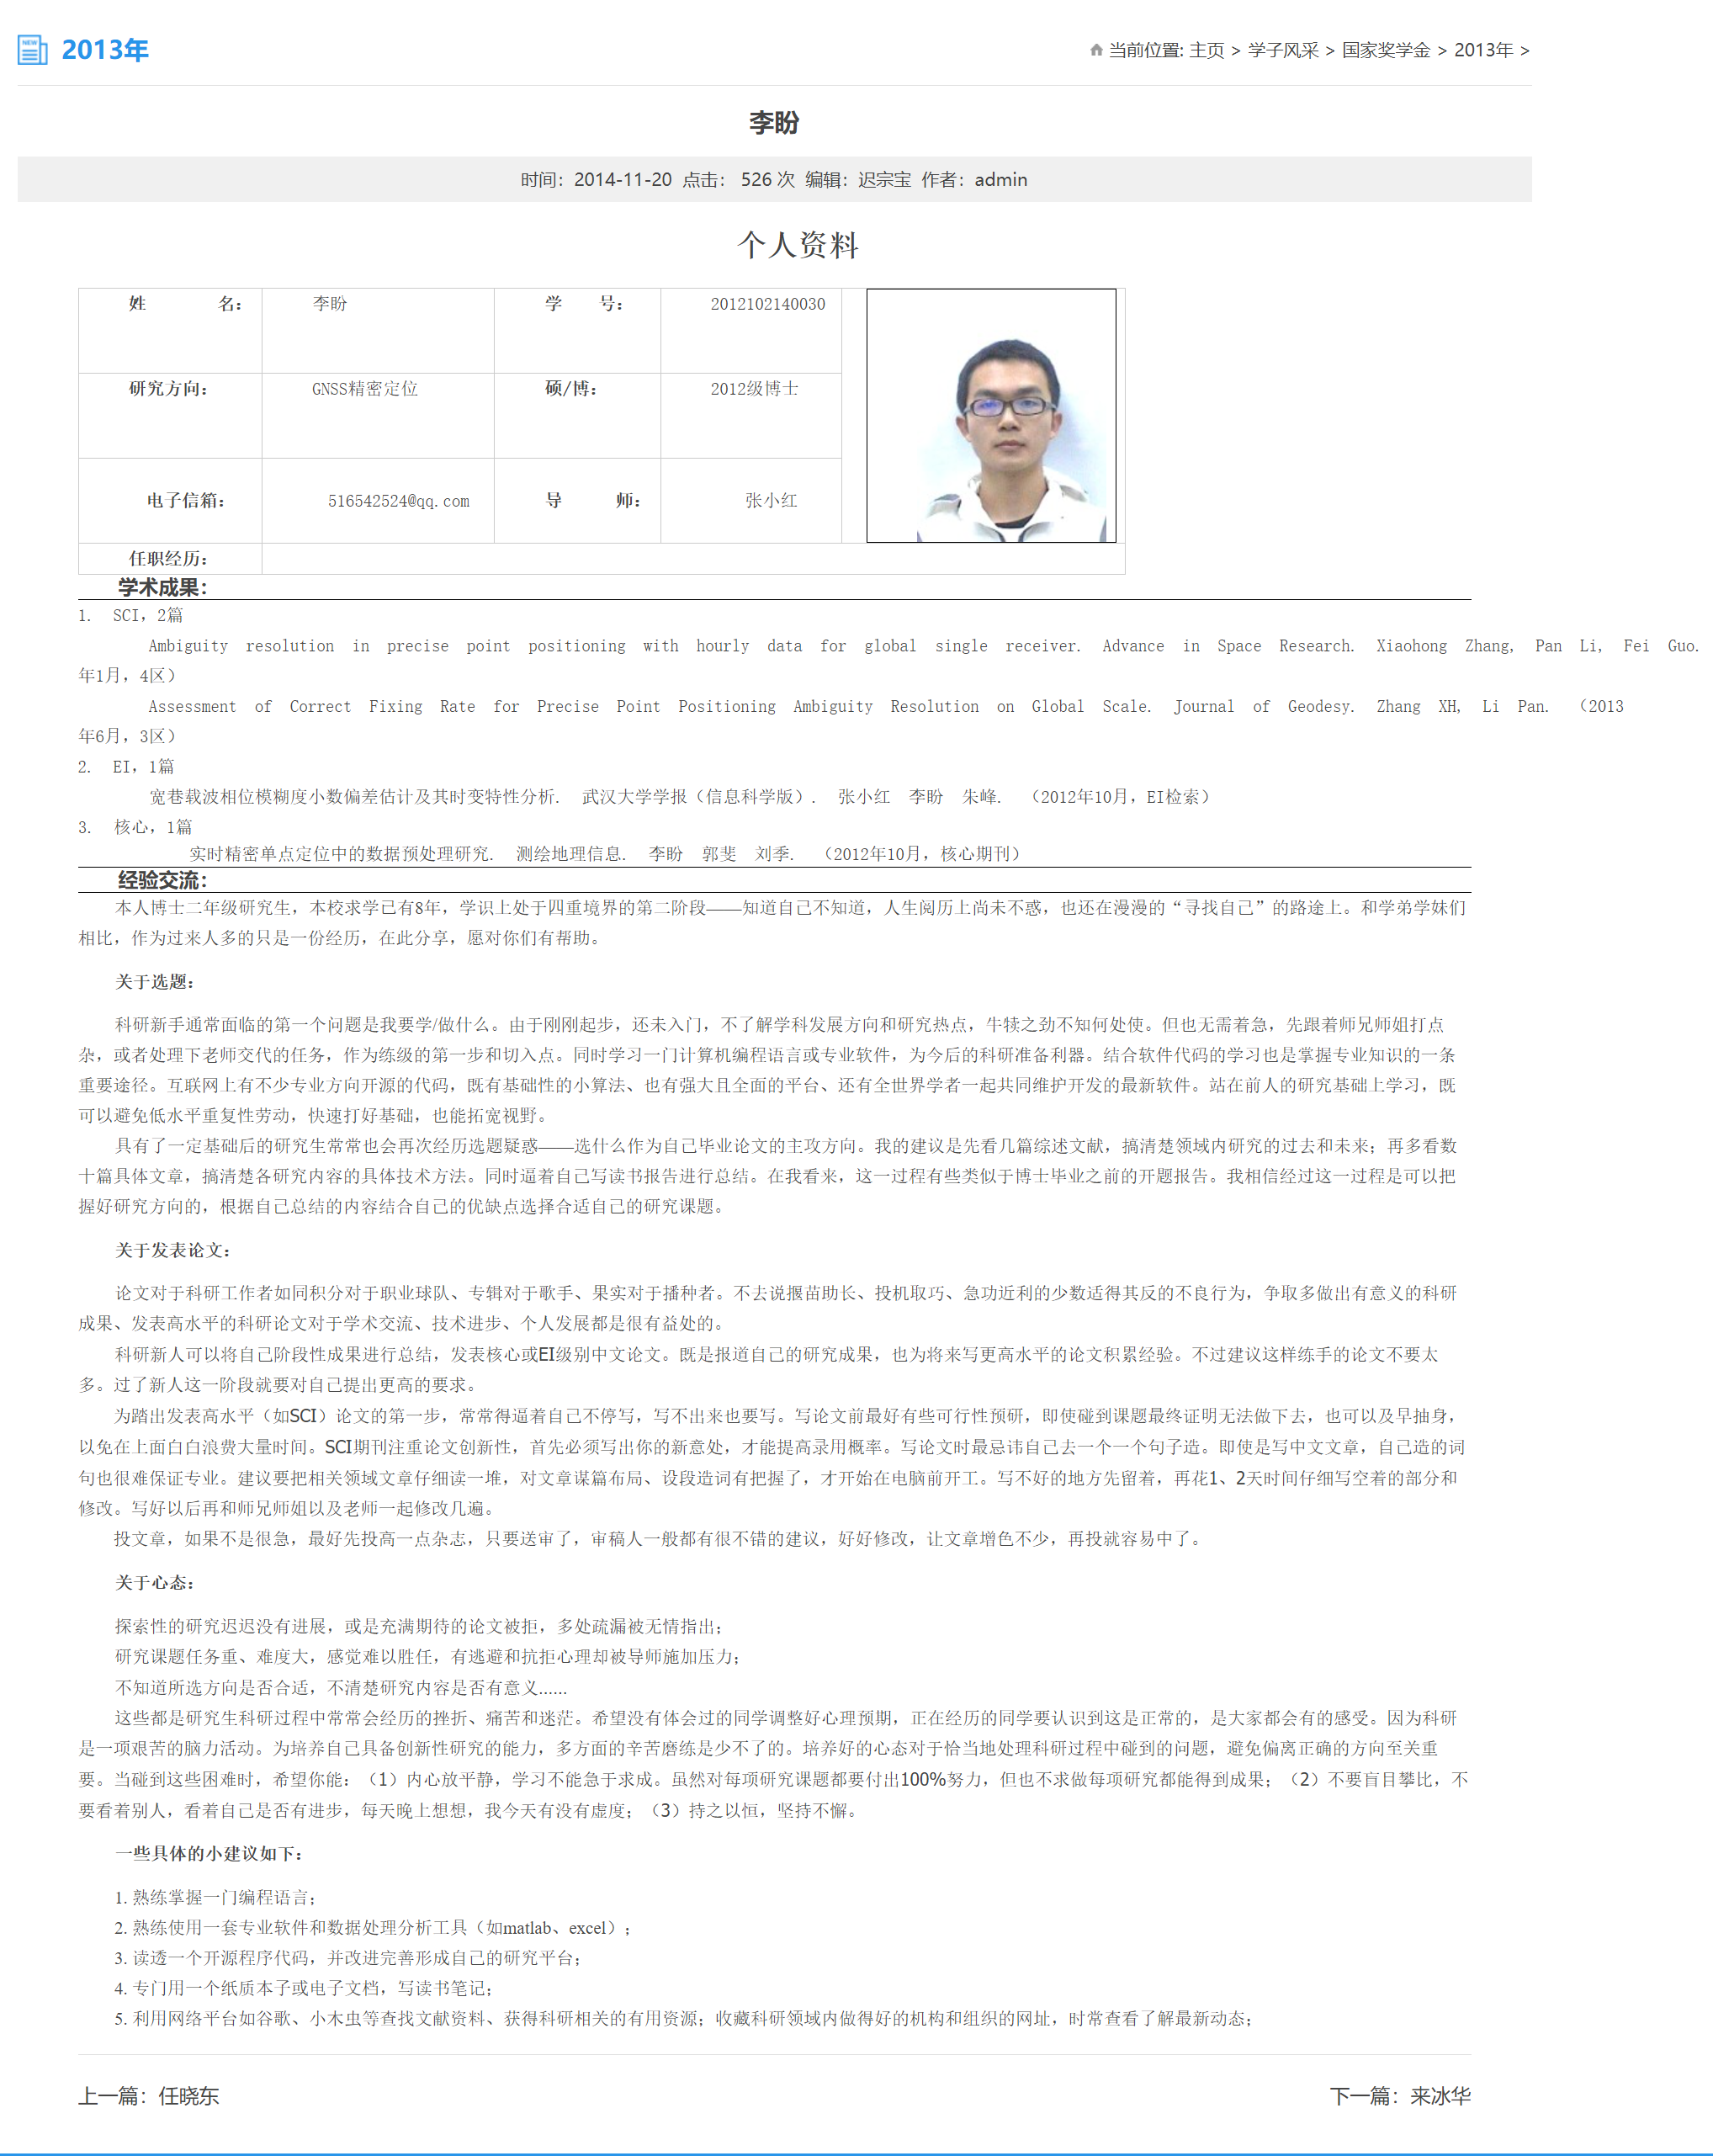 2013年
当前位置: 主页 > 学子风采 > 国家奖学金 > 2013年 >
李盼
时间：2014-11-20 点击： 526 次 编辑：迟宗宝 作者：admin
个人资料
姓 名： 李盼 学 号： 2012102140030
研究方向： GNSS精密定位 硕/博： 2012级博士
电子信箱： 516542524@qq.com 导 师： 张小红
任职经历：
学术成果：
1. SCI，2篇
Ambiguity resolution in precise point positioning with hourly data for global single receiver. Advance in Space Research. Xiaohong Zhang, Pan Li, Fei Guo.
年1月，4区）
Assessment of Correct Fixing Rate for Precise Point Positioning Ambiguity Resolution on Global Scale. Journal of Geodesy. Zhang XH, Li Pan. （2013
年6月，3区）
2. EI，1篇
宽巷载波相位模糊度小数偏差估计及其时变特性分析. 武汉大学学报（信息科学版）. 张小红 李盼 朱峰. （2012年10月，EI检索）
3. 核心，1篇
实时精密单点定位中的数据预处理研究. 测绘地理信息. 李盼 郭斐 刘季. （2012年10月，核心期刊）
经验交流：
本人博士二年级研究生，本校求学已有8年，学识上处于四重境界的第二阶段——知道自己不知道，人生阅历上尚未不惑，也还在漫漫的“寻找自己”的路途上。和学弟学妹们
相比，作为过来人多的只是一份经历，在此分享，愿对你们有帮助。
关于选题：
科研新手通常面临的第一个问题是我要学/做什么。由于刚刚起步，还未入门，不了解学科发展方向和研究热点，牛犊之劲不知何处使。但也无需着急，先跟着师兄师姐打点
杂，或者处理下老师交代的任务，作为练级的第一步和切入点。同时学习一门计算机编程语言或专业软件，为今后的科研准备利器。结合软件代码的学习也是掌握专业知识的一条
重要途径。互联网上有不少专业方向开源的代码，既有基础性的小算法、也有强大且全面的平台、还有全世界学者一起共同维护开发的最新软件。站在前人的研究基础上学习，既
可以避免低水平重复性劳动，快速打好基础，也能拓宽视野。
具有了一定基础后的研究生常常也会再次经历选题疑惑——选什么作为自己毕业论文的主攻方向。我的建议是先看几篇综述文献，搞清楚领域内研究的过去和未来；再多看数
十篇具体文章，搞清楚各研究内容的具体技术方法。同时逼着自己写读书报告进行总结。在我看来，这一过程有些类似于博士毕业之前的开题报告。我相信经过这一过程是可以把
握好研究方向的，根据自己总结的内容结合自己的优缺点选择合适自己的研究课题。
关于发表论文：
论文对于科研工作者如同积分对于职业球队、专辑对于歌手、果实对于播种者。不去说揠苗助长、投机取巧、急功近利的少数适得其反的不良行为，争取多做出有意义的科研
成果、发表高水平的科研论文对于学术交流、技术进步、个人发展都是很有益处的。
科研新人可以将自己阶段性成果进行总结，发表核心或EI级别中文论文。既是报道自己的研究成果，也为将来写更高水平的论文积累经验。不过建议这样练手的论文不要太
多。过了新人这一阶段就要对自己提出更高的要求。
为踏出发表高水平（如SCI）论文的第一步，常常得逼着自己不停写，写不出来也要写。写论文前最好有些可行性预研，即使碰到课题最终证明无法做下去，也可以及早抽身，
以免在上面白白浪费大量时间。SCI期刊注重论文创新性，首先必须写出你的新意处，才能提高录用概率。写论文时最忌讳自己去一个一个句子造。即使是写中文文章，自己造的词
句也很难保证专业。建议要把相关领域文章仔细读一堆，对文章谋篇布局、设段造词有把握了，才开始在电脑前开工。写不好的地方先留着，再花1、2天时间仔细写空着的部分和
修改。写好以后再和师兄师姐以及老师一起修改几遍。
投文章，如果不是很急，最好先投高一点杂志，只要送审了，审稿人一般都有很不错的建议，好好修改，让文章增色不少，再投就容易中了。
关于心态：
探索性的研究迟迟没有进展，或是充满期待的论文被拒，多处疏漏被无情指出；
研究课题任务重、难度大，感觉难以胜任，有逃避和抗拒心理却被导师施加压力；
不知道所选方向是否合适，不清楚研究内容是否有意义……
这些都是研究生科研过程中常常会经历的挫折、痛苦和迷茫。希望没有体会过的同学调整好心理预期，正在经历的同学要认识到这是正常的，是大家都会有的感受。因为科研
是一项艰苦的脑力活动。为培养自己具备创新性研究的能力，多方面的辛苦磨练是少不了的。培养好的心态对于恰当地处理科研过程中碰到的问题，避免偏离正确的方向至关重
要。当碰到这些困难时，希望你能：（1）内心放平静，学习不能急于求成。虽然对每项研究课题都要付出100%努力，但也不求做每项研究都能得到成果；（2）不要盲目攀比，不
要看着别人，看着自己是否有进步，每天晚上想想，我今天有没有虚度；（3）持之以恒，坚持不懈。
一些具体的小建议如下：
1. 熟练掌握一门编程语言；
2. 熟练使用一套专业软件和数据处理分析工具（如matlab、excel）；
3. 读透一个开源程序代码，并改进完善形成自己的研究平台；
4. 专门用一个纸质本子或电子文档，写读书笔记；
5. 利用网络平台如谷歌、小木虫等查找文献资料、获得科研相关的有用资源；收藏科研领域内做得好的机构和组织的网址，时常查看了解最新动态；
上一篇：任晓东 下一篇：来冰华